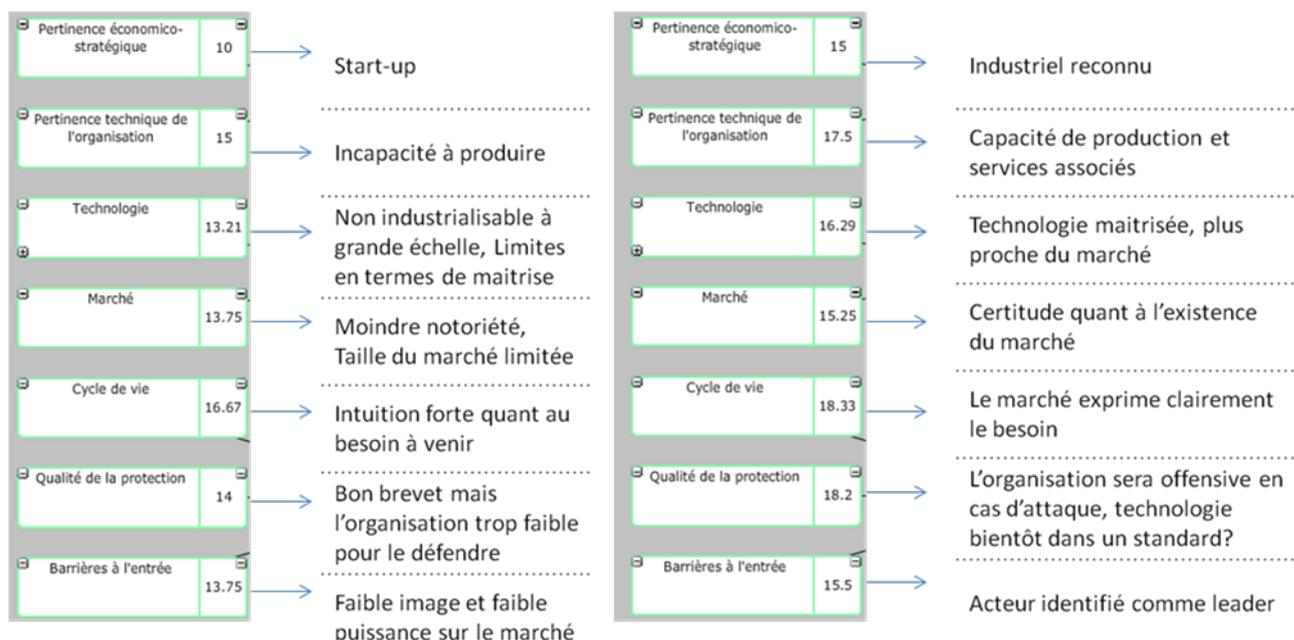 Pertinence économico-
stratégique
10
Start-up
Pertinence technique de
l'organisation
15
Incapacité à produire
Technologie
13.21
Non industrialisable à
grande échelle, Limites
en termes de maitrise
Marché
13.75
Moindre notoriété,
Taille du marché limitée
Cycle de vie
16.67
Intuition forte quant au
besoin à venir
Qualité de la protection
14
Bon brevet mais
l'organisation trop faible
pour le défendre
Barrières à l'entrée
13.75
Faible image et faible
puissance sur le marché
Pertinence économico-
stratégique
15
Industriel reconnu
Pertinence technique de
l'organisation
17.5
Capacité de production et
services associés
Technologie
16.29
Technologie maitrisée, plus
proche du marché
Marché
15.25
Certitude quant à l'existence
du marché
Cycle de vie
18.33
Le marché exprime clairement
le besoin
Qualité de la protection
18.2
L'organisation sera offensive en
cas d'attaque, technologie
bientôt dans un standard?
Barrières à l'entrée
15.5
Acteur identifié comme leader